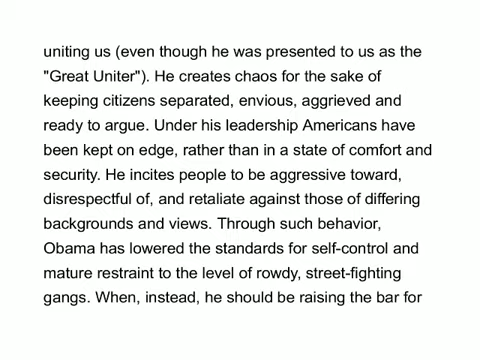 uniting us (even though he was presented to us as the
"Great Uniter"). He creates chaos for the sake of
keeping citizens separated, envious, aggrieved and
ready to argue. Under his leadership Americans have
been kept on edge, rather than in a state of comfort and
security. He incites people to be aggressive toward,
disrespectful of, and retaliate against those of differing
backgrounds and views. Through such behavior,
Obama has lowered the standards for self-control and
mature restraint to the level of rowdy, street-fighting
gangs. When, instead, he should be raising the bar for